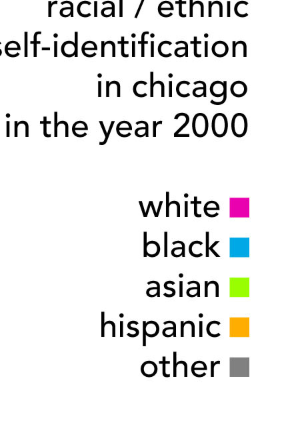 racial / ethnic
self-identification
in chicago
in the year 2000
white
black
asian
hispanic
other